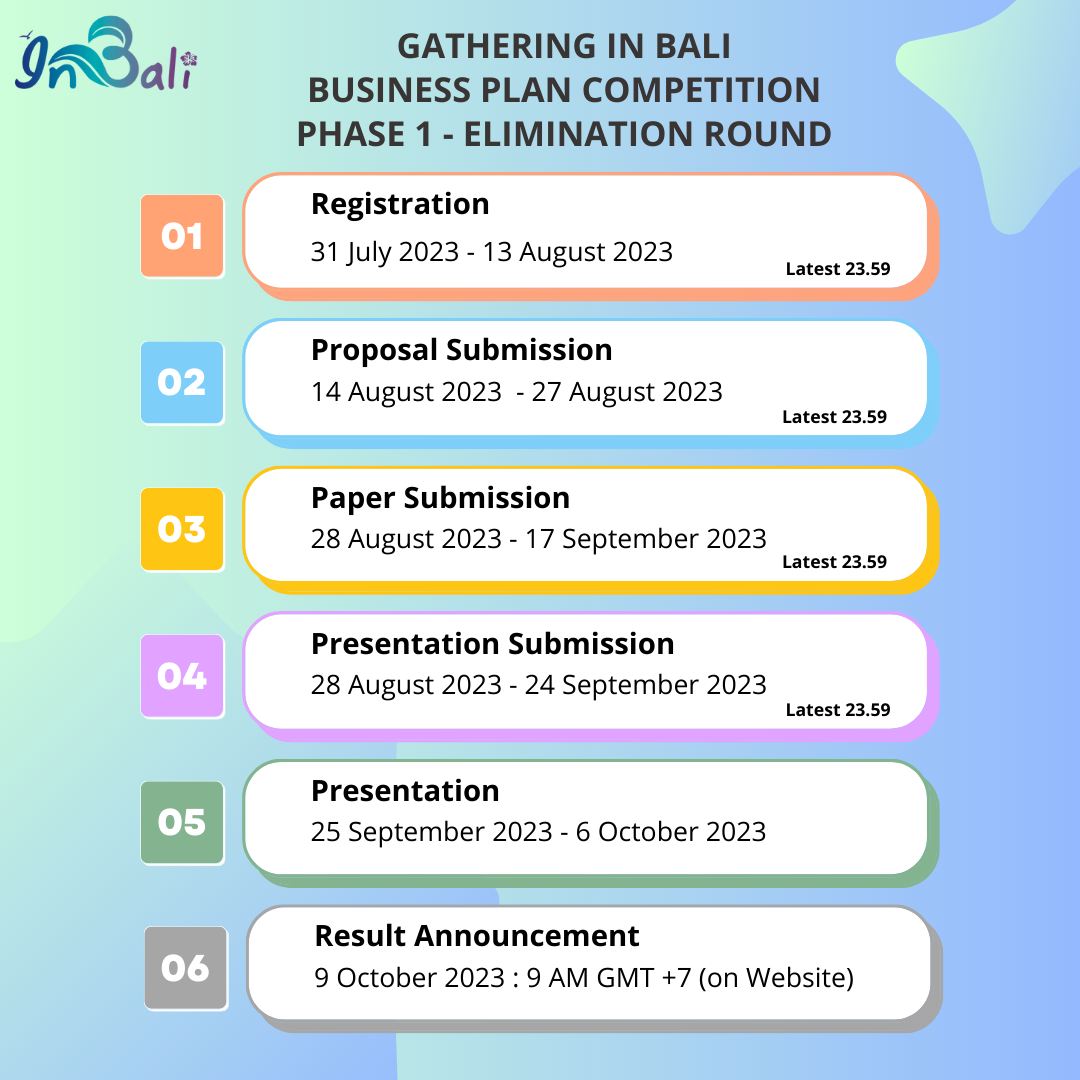 InBali
GATHERING IN BALI
BUSINESS PLAN COMPETITION
PHASE 1 - ELIMINATION ROUND
01
Registration
31 July 2023 - 13 August 2023
Latest 23.59
02
Proposal Submission
14 August 2023  - 27 August 2023
Latest 23.59
03
Paper Submission
28 August 2023 - 17 September 2023
Latest 23.59
04
Presentation Submission
28 August 2023 - 24 September 2023
Latest 23.59
05
Presentation
25 September 2023 - 6 October 2023
06
Result Announcement
9 October 2023 : 9 AM GMT +7 (on Website)